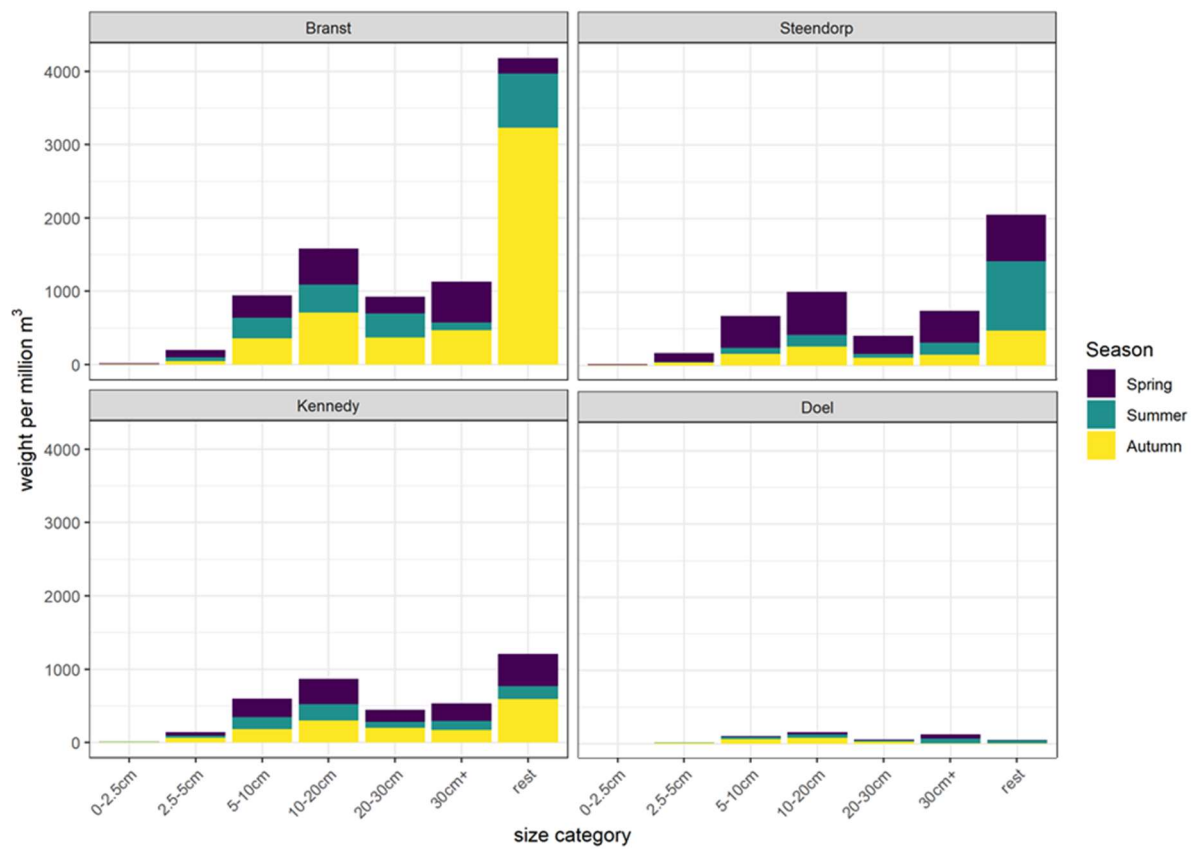 Branst
Steendorp
4000
3000
2000
1000
0
Kennedy
Doel
4000
3000
2000
1000
0
weight per million m³
0-2.5cm
2.5-5cm
5-10cm
10-20cm
20-30cm
30cm+
rest
0-2.5cm
2.5-5cm
5-10cm
10-20cm
20-30cm
30cm+
rest
size category
Season
Spring
Summer
Autumn